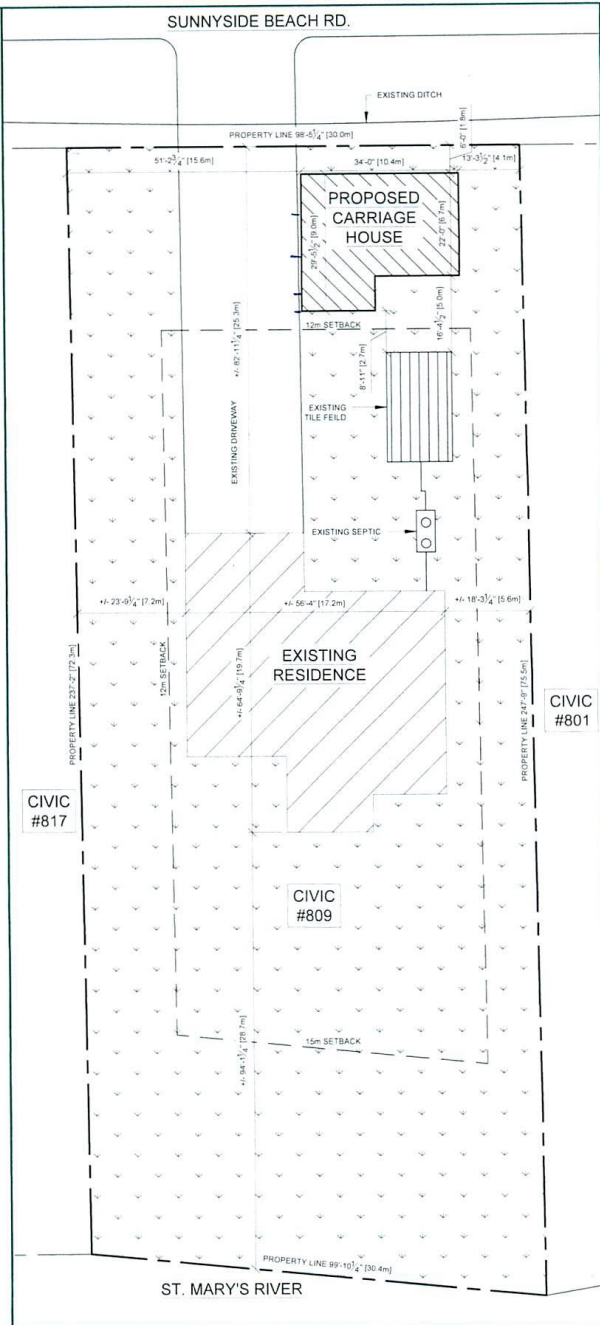 SUNNYSIDE BEACH RD.
EXISTING DITCH
PROPERTY LINE 98'-5¼" [30.0m]
6'-0" [1.8m]
51'-2¾" [15.6m]
34'-0" [10.4m]
13'-3½" [4.1m]
PROPOSED
CARRIAGE
HOUSE
29'-5½" [9.0m]
22'-0" [6.7m]
12m SETBACK
16'-4½" [5.0m]
8'-11" [2.7m]
+/- 82'-11¼" [25.3m]
EXISTING DRIVEWAY
EXISTING
TILE FEILD
EXISTING SEPTIC
+/- 23'-9¼" [7.2m]
+/- 56'-4" [17.2m]
+/- 18'-3¼" [5.6m]
12m SETBACK
EXISTING
RESIDENCE
+/- 64'-9¼" [19.7m]
PROPERTY LINE 237'-2" [72.3m]
PROPERTY LINE 247'-9" [75.5m]
CIVIC
#801
CIVIC
#817
CIVIC
#809
15m SETBACK
+/- 94'-1¼" [28.7m]
PROPERTY LINE 99'-10¼" [30.4m]
ST. MARY'S RIVER